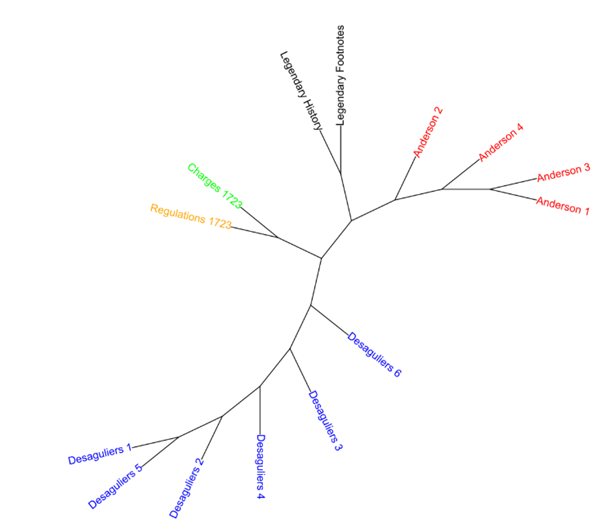 Legendary History
Legendary Footnotes
Anderson 2
Anderson 4
Anderson 3
Anderson 1
Charges 1723
Regulations 1723
Desaguliers 6
Desaguliers 3
Desaguliers 4
Desaguliers 2
Desaguliers 5
Desaguliers 1